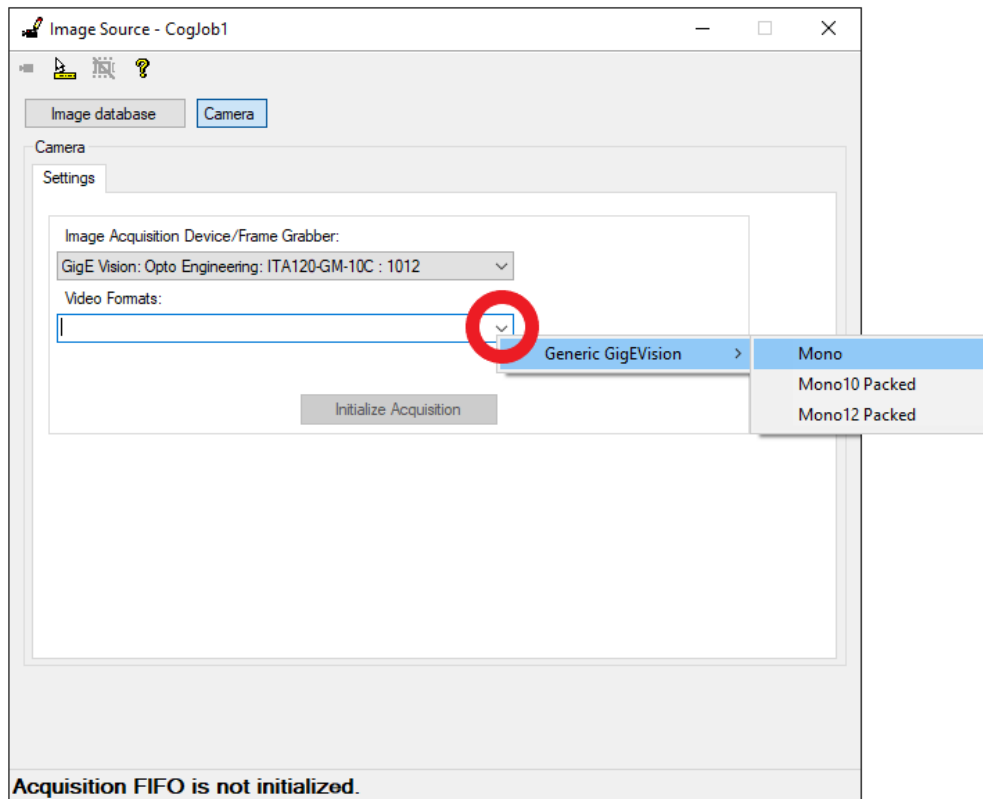 Image Source - CogJob1
Image database
Camera
Camera
Settings
Image Acquisition Device/Frame Grabber:
GigE Vision: Opto Engineering: ITA120-GM-10C : 1012
Video Formats:
Generic GigEVision
Mono
Mono10 Packed
Mono12 Packed
Initialize Acquisition
Acquisition FIFO is not initialized.